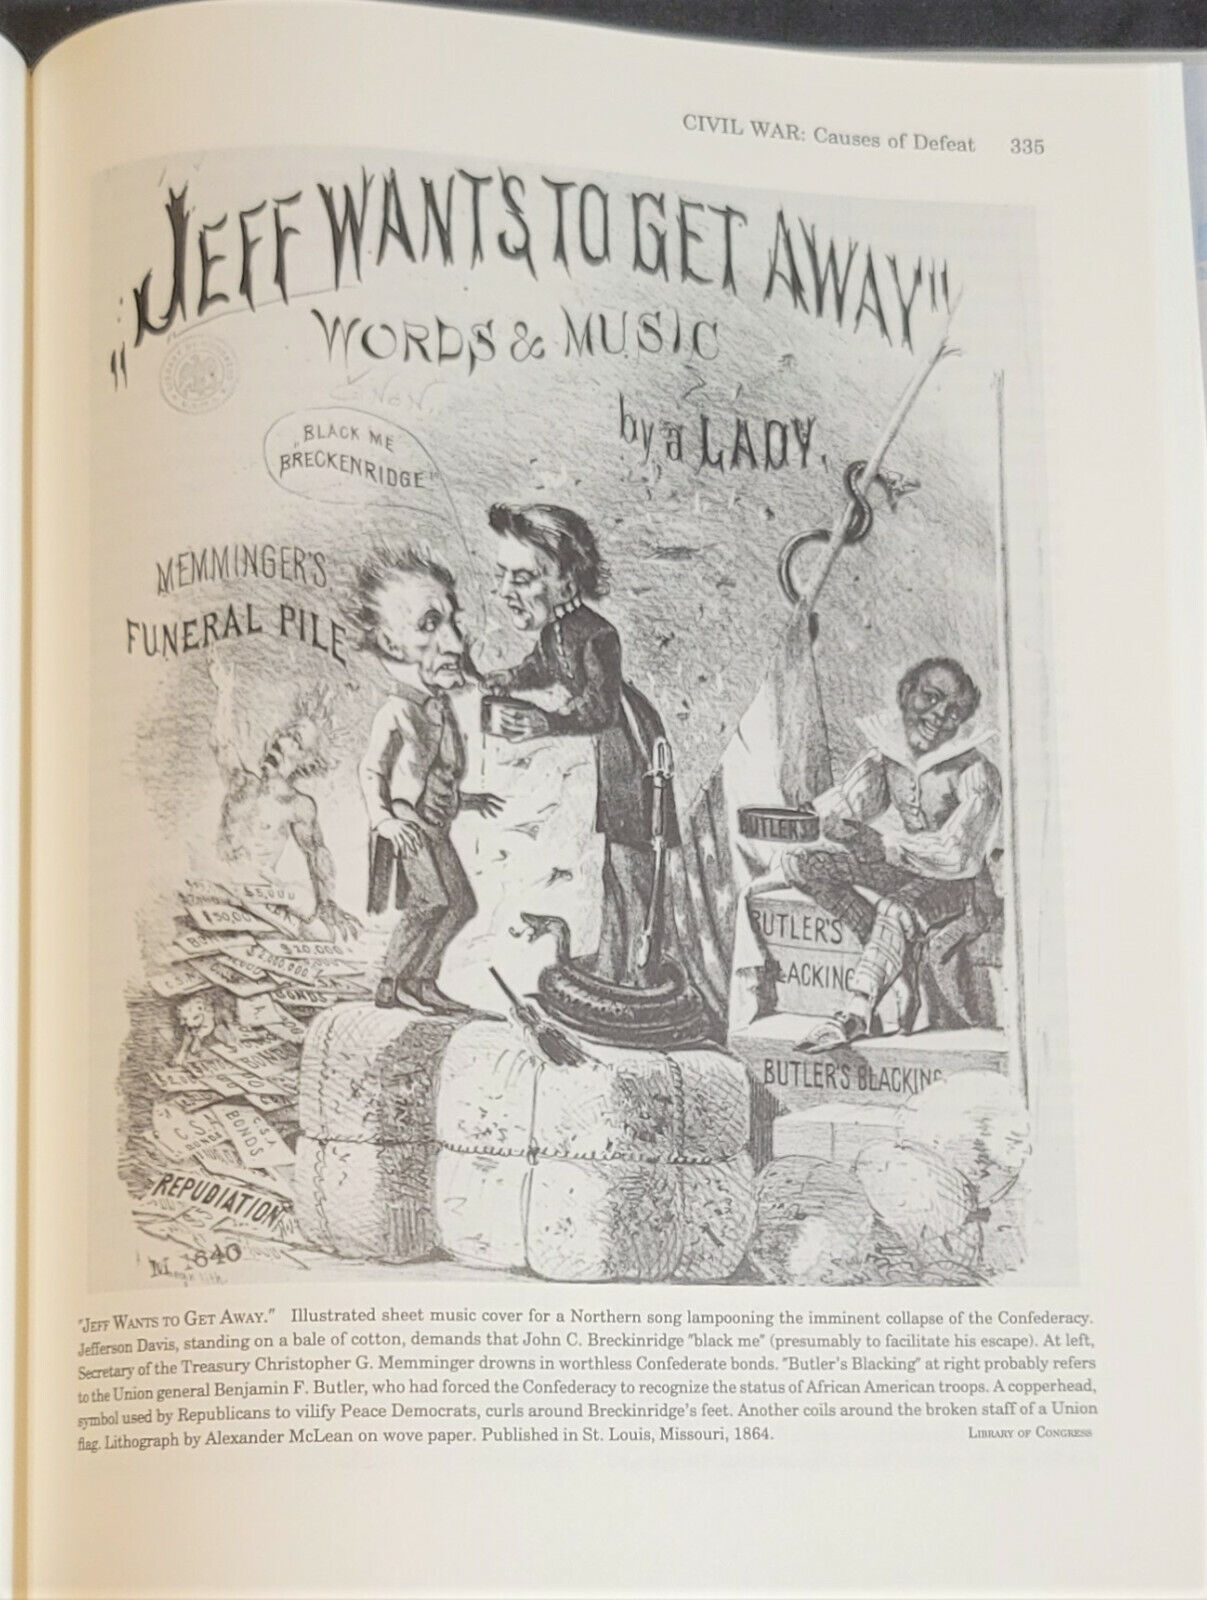 CIVIL WAR: Causes of Defeat 335
"JEFF WANTS TO GET AWAY"
WORDS & MUSIC
by a LADY.
"BLACK ME
BRECKENRIDGE"
MEMMINGER'S
FUNERAL PILE
BUTLER'S
BUTLER'S
BLACKING
BUTLER'S BLACKING
$5,000
$50,00
$20,000
$2,000,000
C.S.A.
BONDS
C.S.
BONDS
C.S.A
BONDS
REPUDIATION
M. 1640
"JEFF WANTS TO GET AWAY." Illustrated sheet music cover for a Northern song lampooning the imminent collapse of the Confederacy.
Jefferson Davis, standing on a bale of cotton, demands that John C. Breckinridge "black me" (presumably to facilitate his escape). At left,
Secretary of the Treasury Christopher G. Memminger drowns in worthless Confederate bonds. "Butler's Blacking" at right probably refers
to the Union general Benjamin F. Butler, who had forced the Confederacy to recognize the status of African American troops. A copperhead,
symbol used by Republicans to vilify Peace Democrats, curls around Breckinridge's feet. Another coils around the broken staff of a Union
flag. Lithograph by Alexander McLean on wove paper. Published in St. Louis, Missouri, 1864.
LIBRARY OF CONGRESS